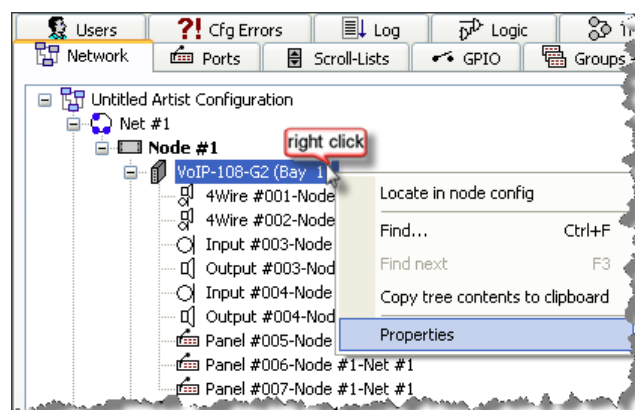 Users ?! Cfg Errors Log Logic
Network Ports Scroll-Lists GPIO Groups
Untitled Artist Configuration
Net #1
Node #1
right click
VoIP-108-G2 (Bay 1
4Wire #001-Node
4Wire #002-Node
Input #003-Node
Output #003-Nod
Input #004-Node
Output #004-Nod
Panel #005-Node
Panel #006-Node #1-Net #1
Panel #007-Node #1-Net #1
Locate in node config
Find... Ctrl+F
Find next F3
Copy tree contents to clipboard
Properties